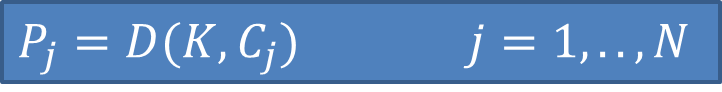 P_j = D(K, C_j) j = 1,..,N